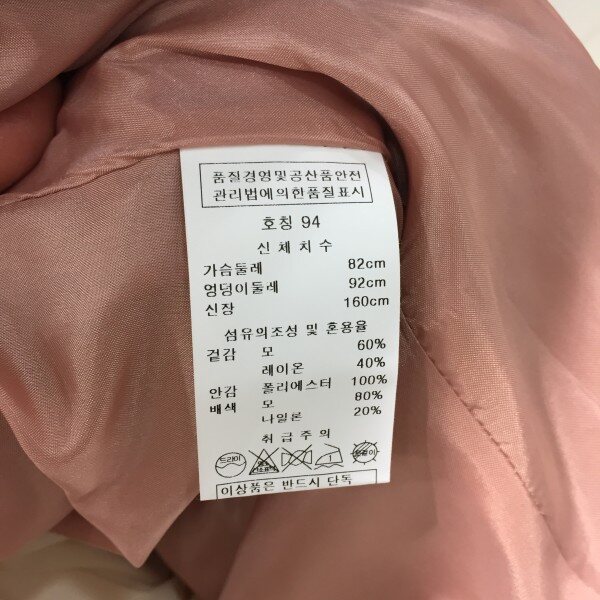 품질경영및공산품안전
관리법에의한품질표시
호칭 94
신체치수
가슴둘레 82cm
엉덩이둘레 92cm
신장 160cm
섬유의조성 및 혼용율
겉감 모 60%
레이온 40%
안감 폴리에스터 100%
배색 모 80%
나일론 20%
취급주의
드라이
이상품은 반드시 단독